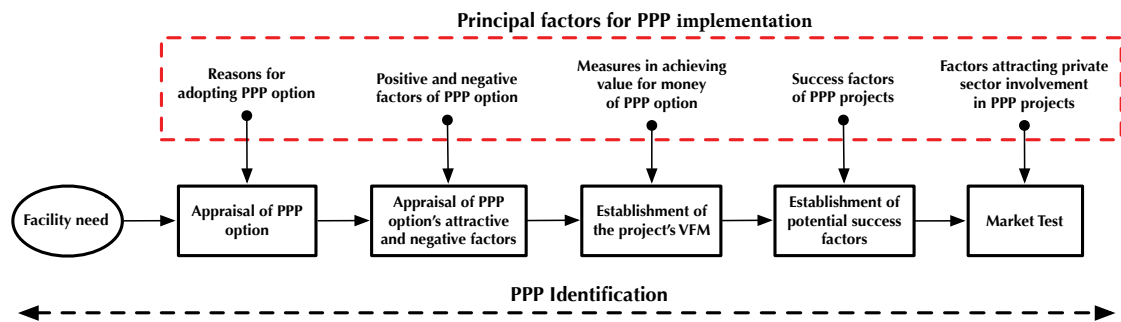 Principal factors for PPP implementation
Reasons for
adopting PPP option
Positive and negative
factors of PPP option
Measures in achieving
value for money
of PPP option
Success factors
of PPP projects
Factors attracting private
sector involvement
in PPP projects
Facility need
Appraisal of PPP
option
Appraisal of PPP
option's attractive
and negative factors
Establishment of
the project's VFM
Establishment of
potential success
factors
Market Test
PPP Identification